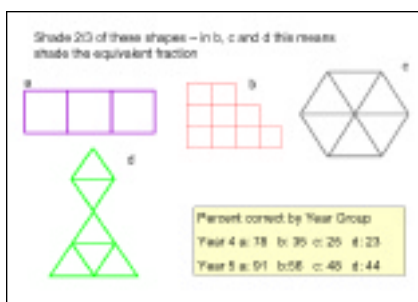 Shade 2/3 of these shapes – in b, c and d this means
shade the equivalent fraction
a
b
c
d
Percent correct by Year Group
Year 4 a: 78 b: 36 c: 26 d: 23
Year 5 a: 91 b:56 c: 48 d: 44